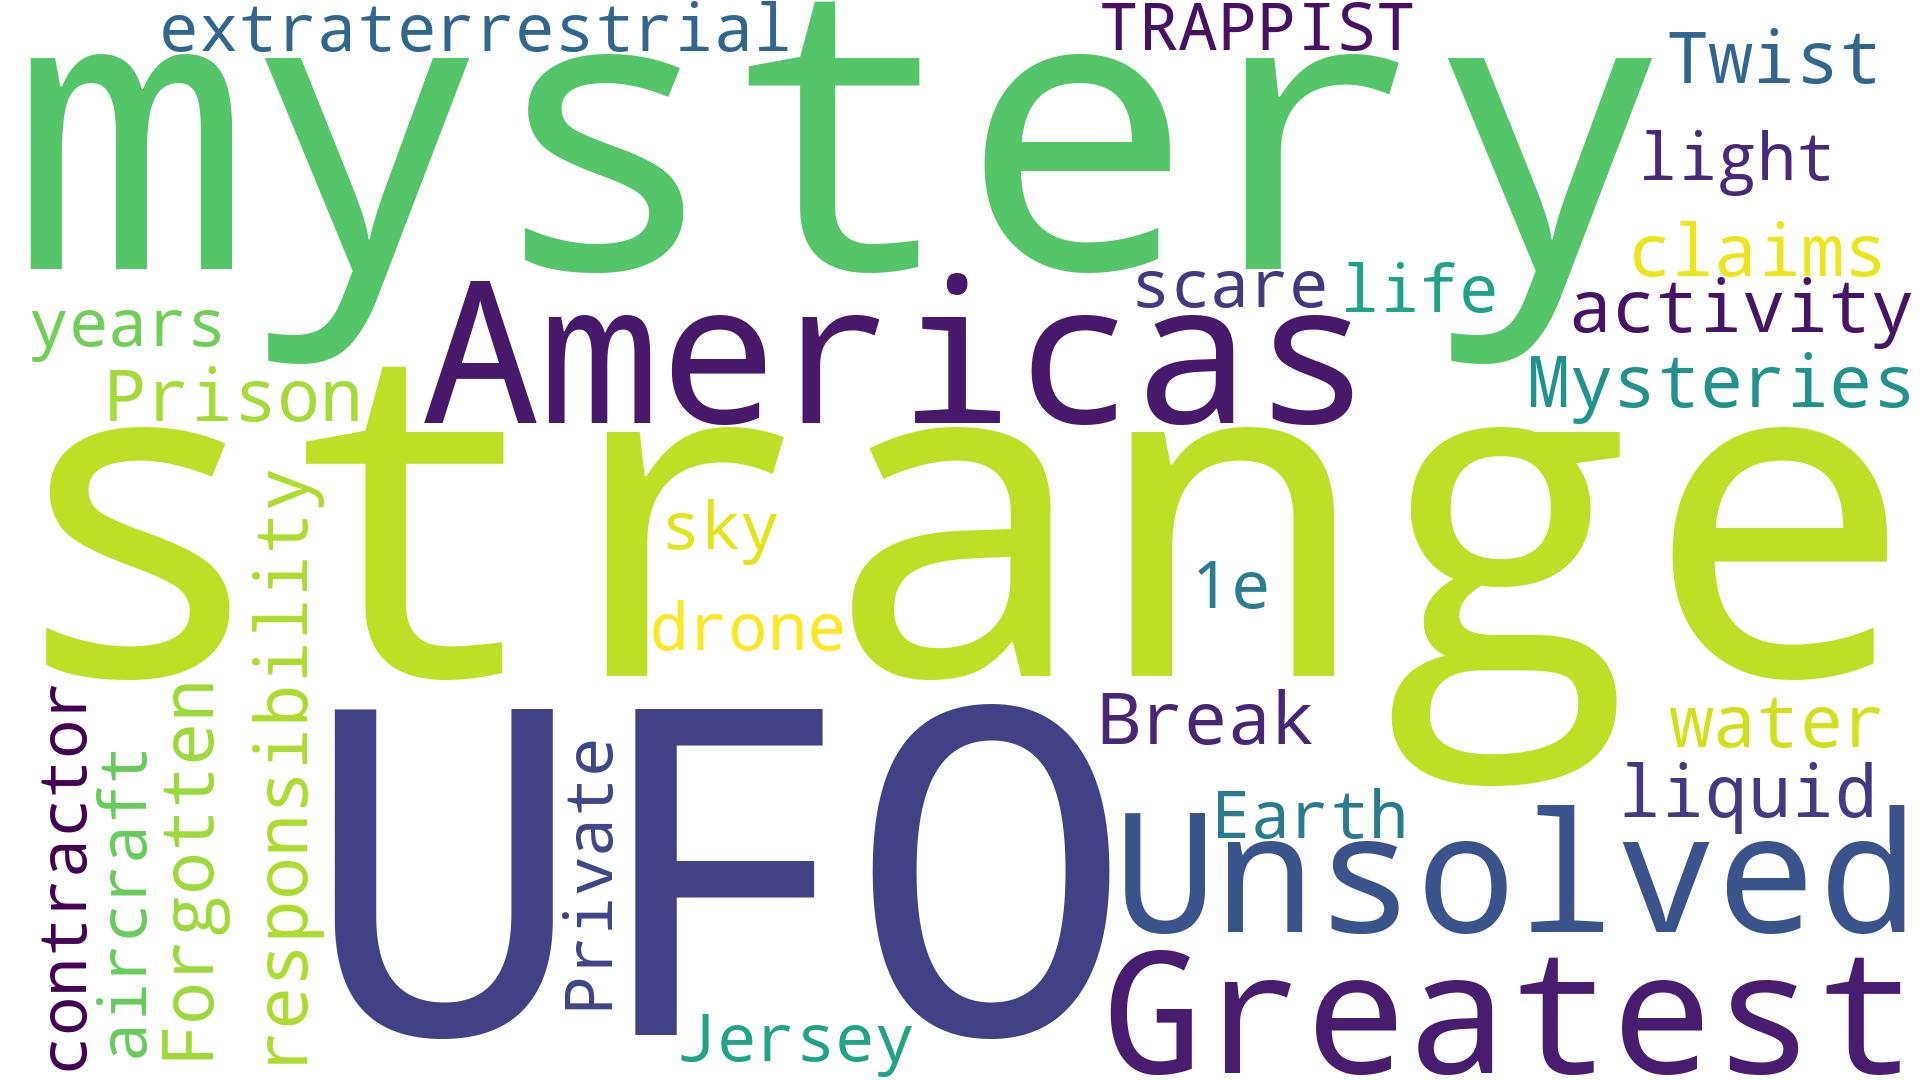 extraterrestrial
TRAPPIST
mystery
Twist
light
claims
scare
life
activity
years
Americas
Mysteries
Prison
strange
sky
1e
drone
responsibility
contractor
aircraft
Forgotten
UFO
Private
Break
water
liquid
Earth
Unsolved
Jersey
Greatest